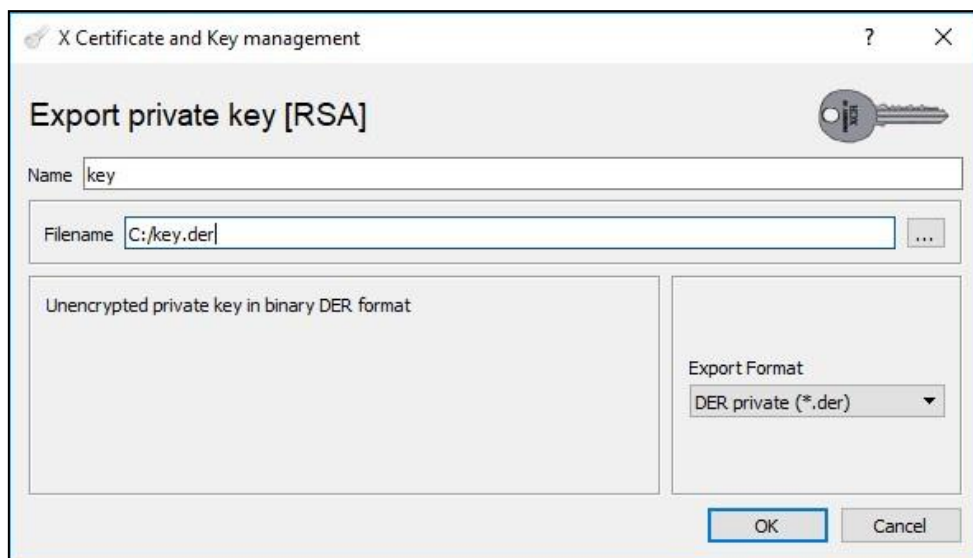 X Certificate and Key management
?
Export private key [RSA]
Name key
Filename C:/key.der
...
Unencrypted private key in binary DER format
Export Format
DER private (*.der)
OK
Cancel